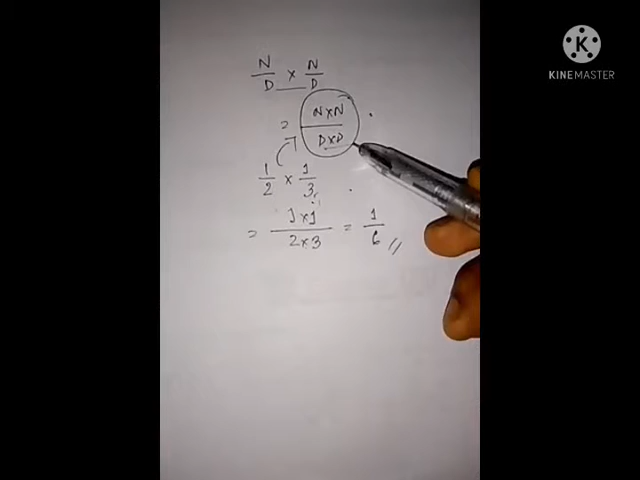 N/D × N/D
= N×N/D×D
1/2 × 1/3
= 1×1/2×3 = 1/6 //
KINEMASTER